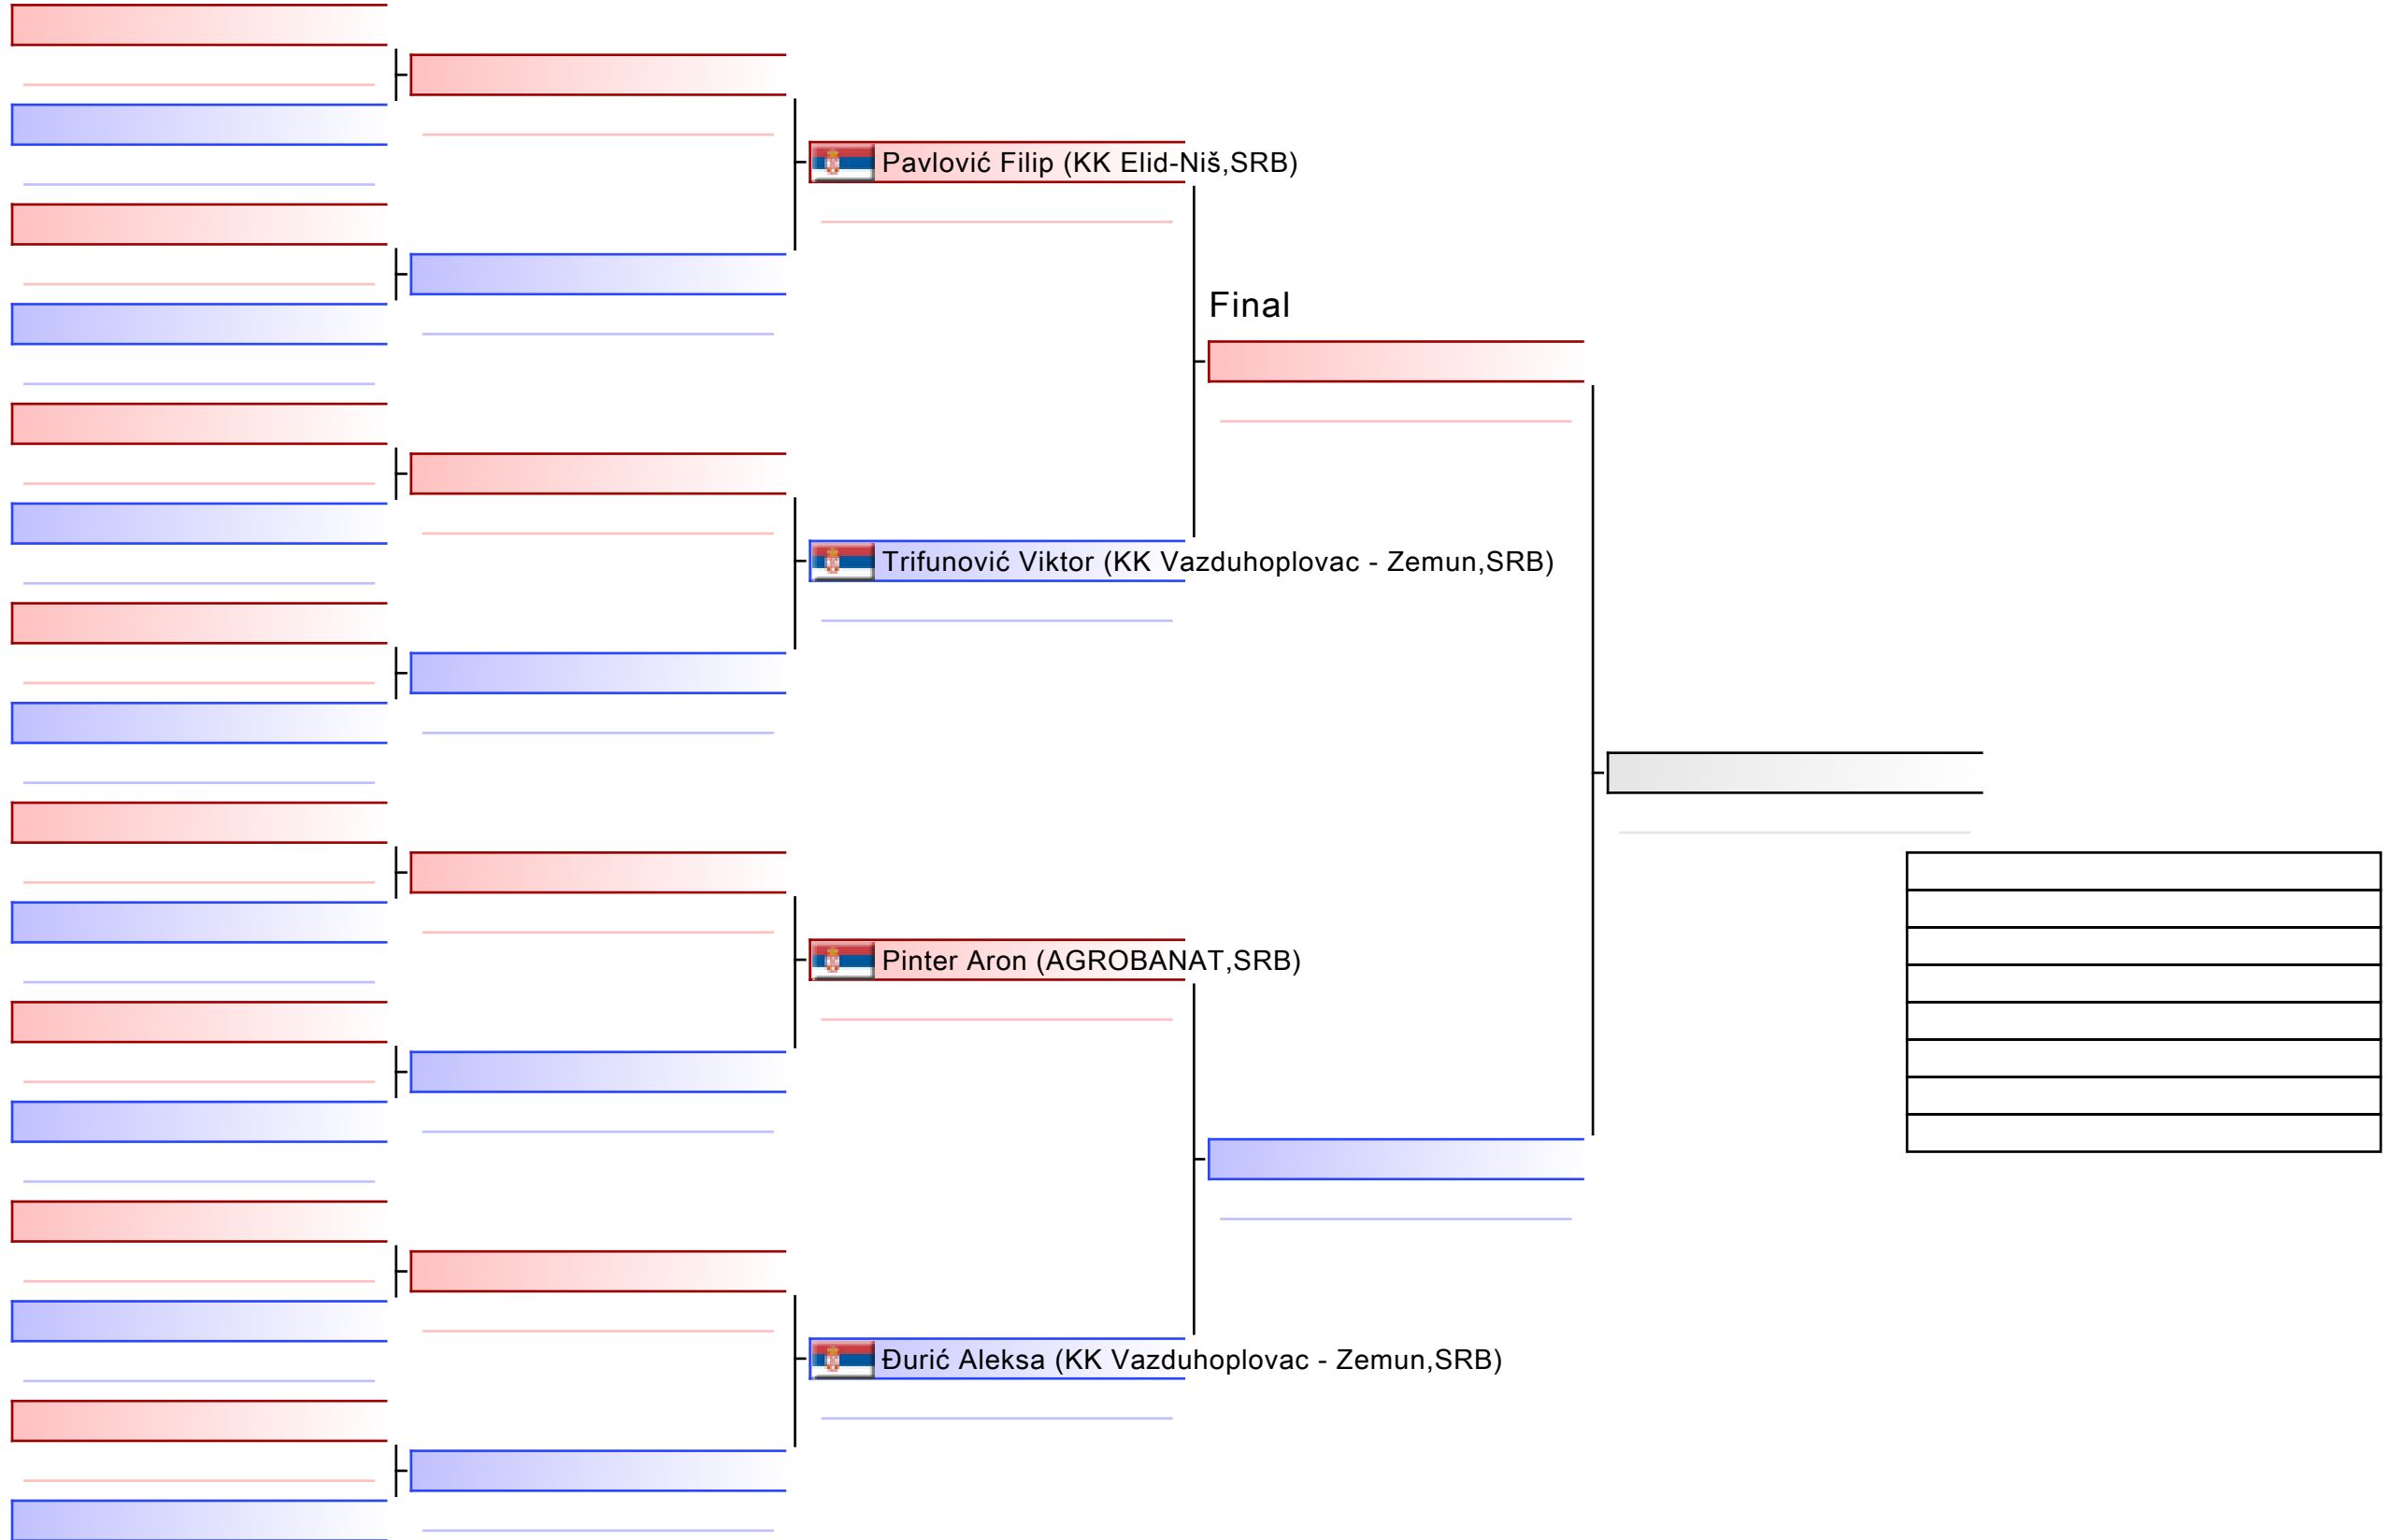 Pavlović Filip (KK Elid-Niš,SRB)
Final
Trifunović Viktor (KK Vazduhoplovac - Zemun,SRB)
Pinter Aron (AGROBANAT,SRB)
Đurić Aleksa (KK Vazduhoplovac - Zemun,SRB)